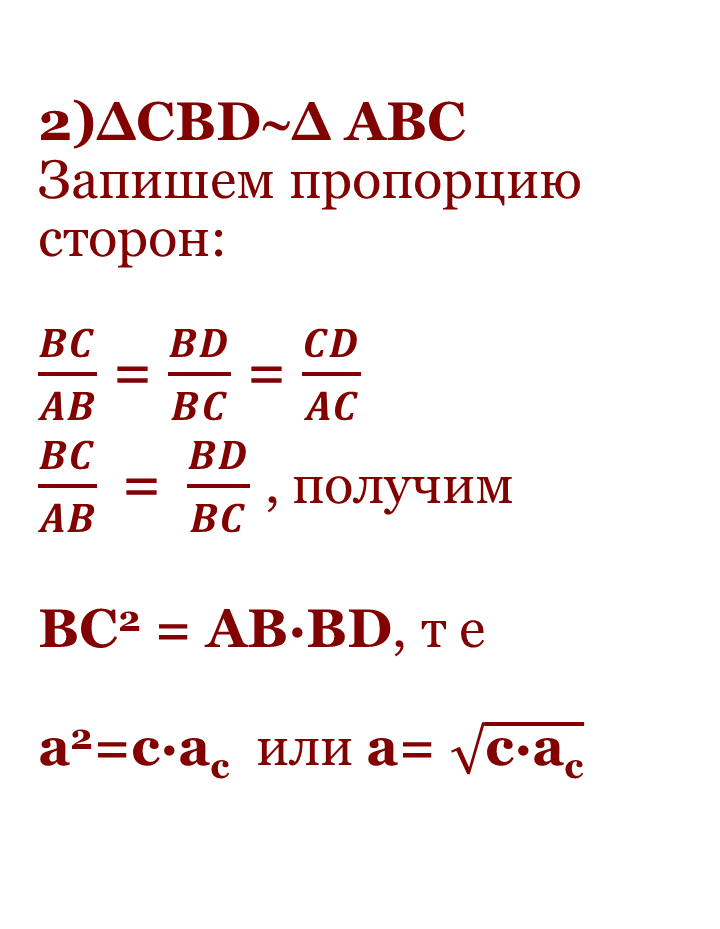 2)ΔCBD~Δ ABC
Запишем пропорцию
сторон:
BC/AB = BD/BC = CD/AC
BC/AB = BD/BC , получим
BC² = AB·BD, т е
a²=c·a_c или a= √(c·a_c)